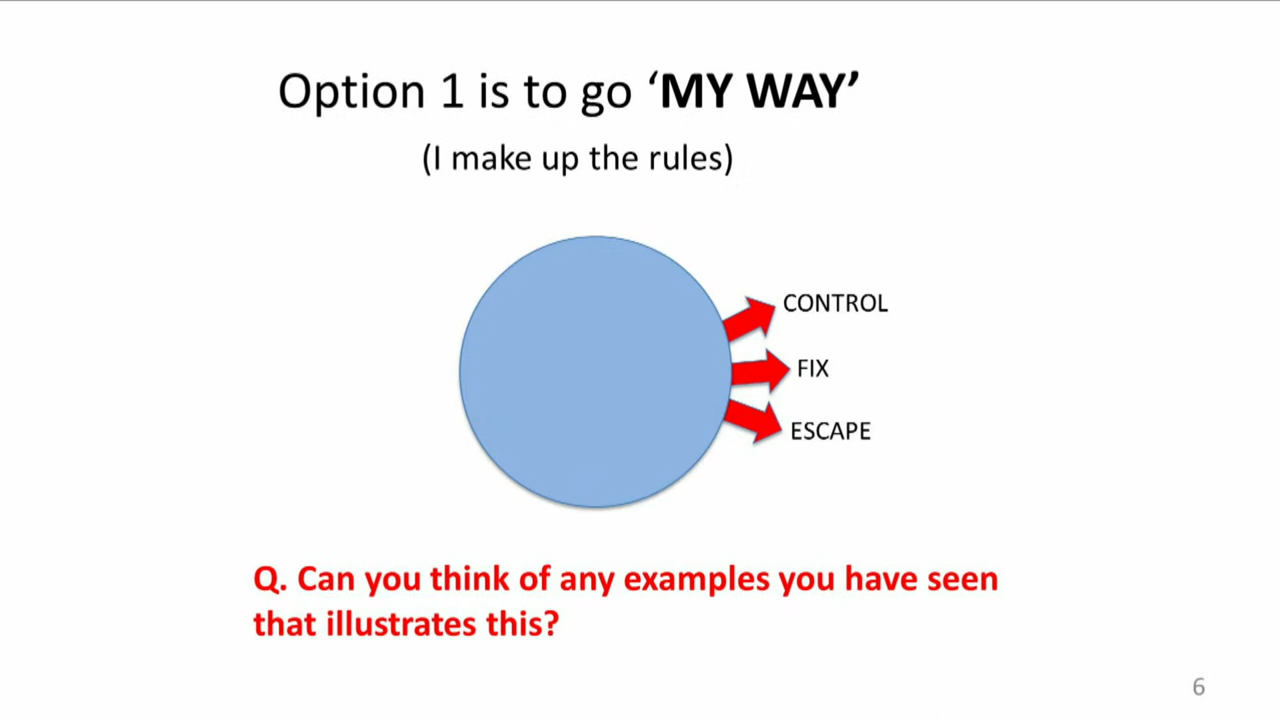 Option 1 is to go ‘MY WAY’
(I make up the rules)
CONTROL
FIX
ESCAPE
Q. Can you think of any examples you have seen
that illustrates this?
6